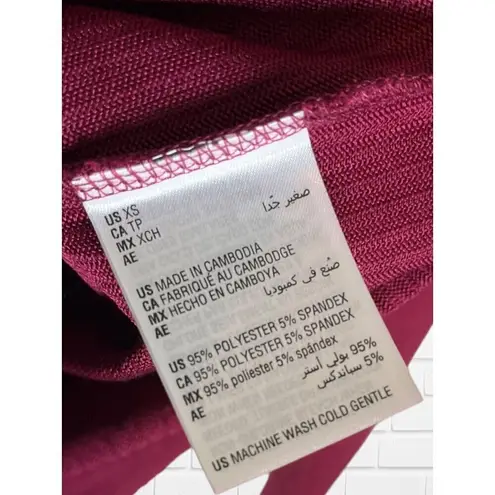 US XS
CA TP
MX XCH
AE صغير جدًا
US MADE IN CAMBODIA
CA FABRIQUÉ AU CAMBODGE
MX HECHO EN CAMBOYA
AE صنع في كمبوديا
US 95% POLYESTER 5% SPANDEX
CA 95% POLYESTER 5% SPANDEX
MX 95% poliester 5% spándex
AE 95% بولي استر
5% سباندكس
US MACHINE WASH COLD GENTLE